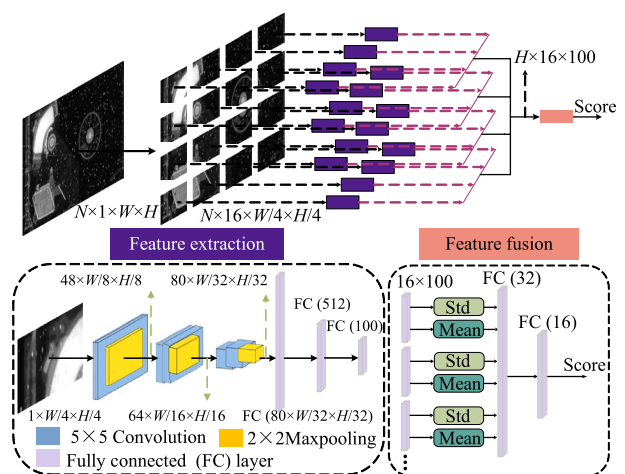 H×16×100
Score
N×1×W×H
N×16×W/4×H/4
Feature extraction
Feature fusion
48×W/8×H/8
80×W/32×H/32
FC (512)
FC (100)
1×W/4×H/4
64×W/16×H/16
FC (80×W/32×H/32)
5×5 Convolution
2×2Maxpooling
Fully connected (FC) layer
16×100
FC (32)
FC (16)
Std
Mean
Std
Mean
Std
Mean
Score